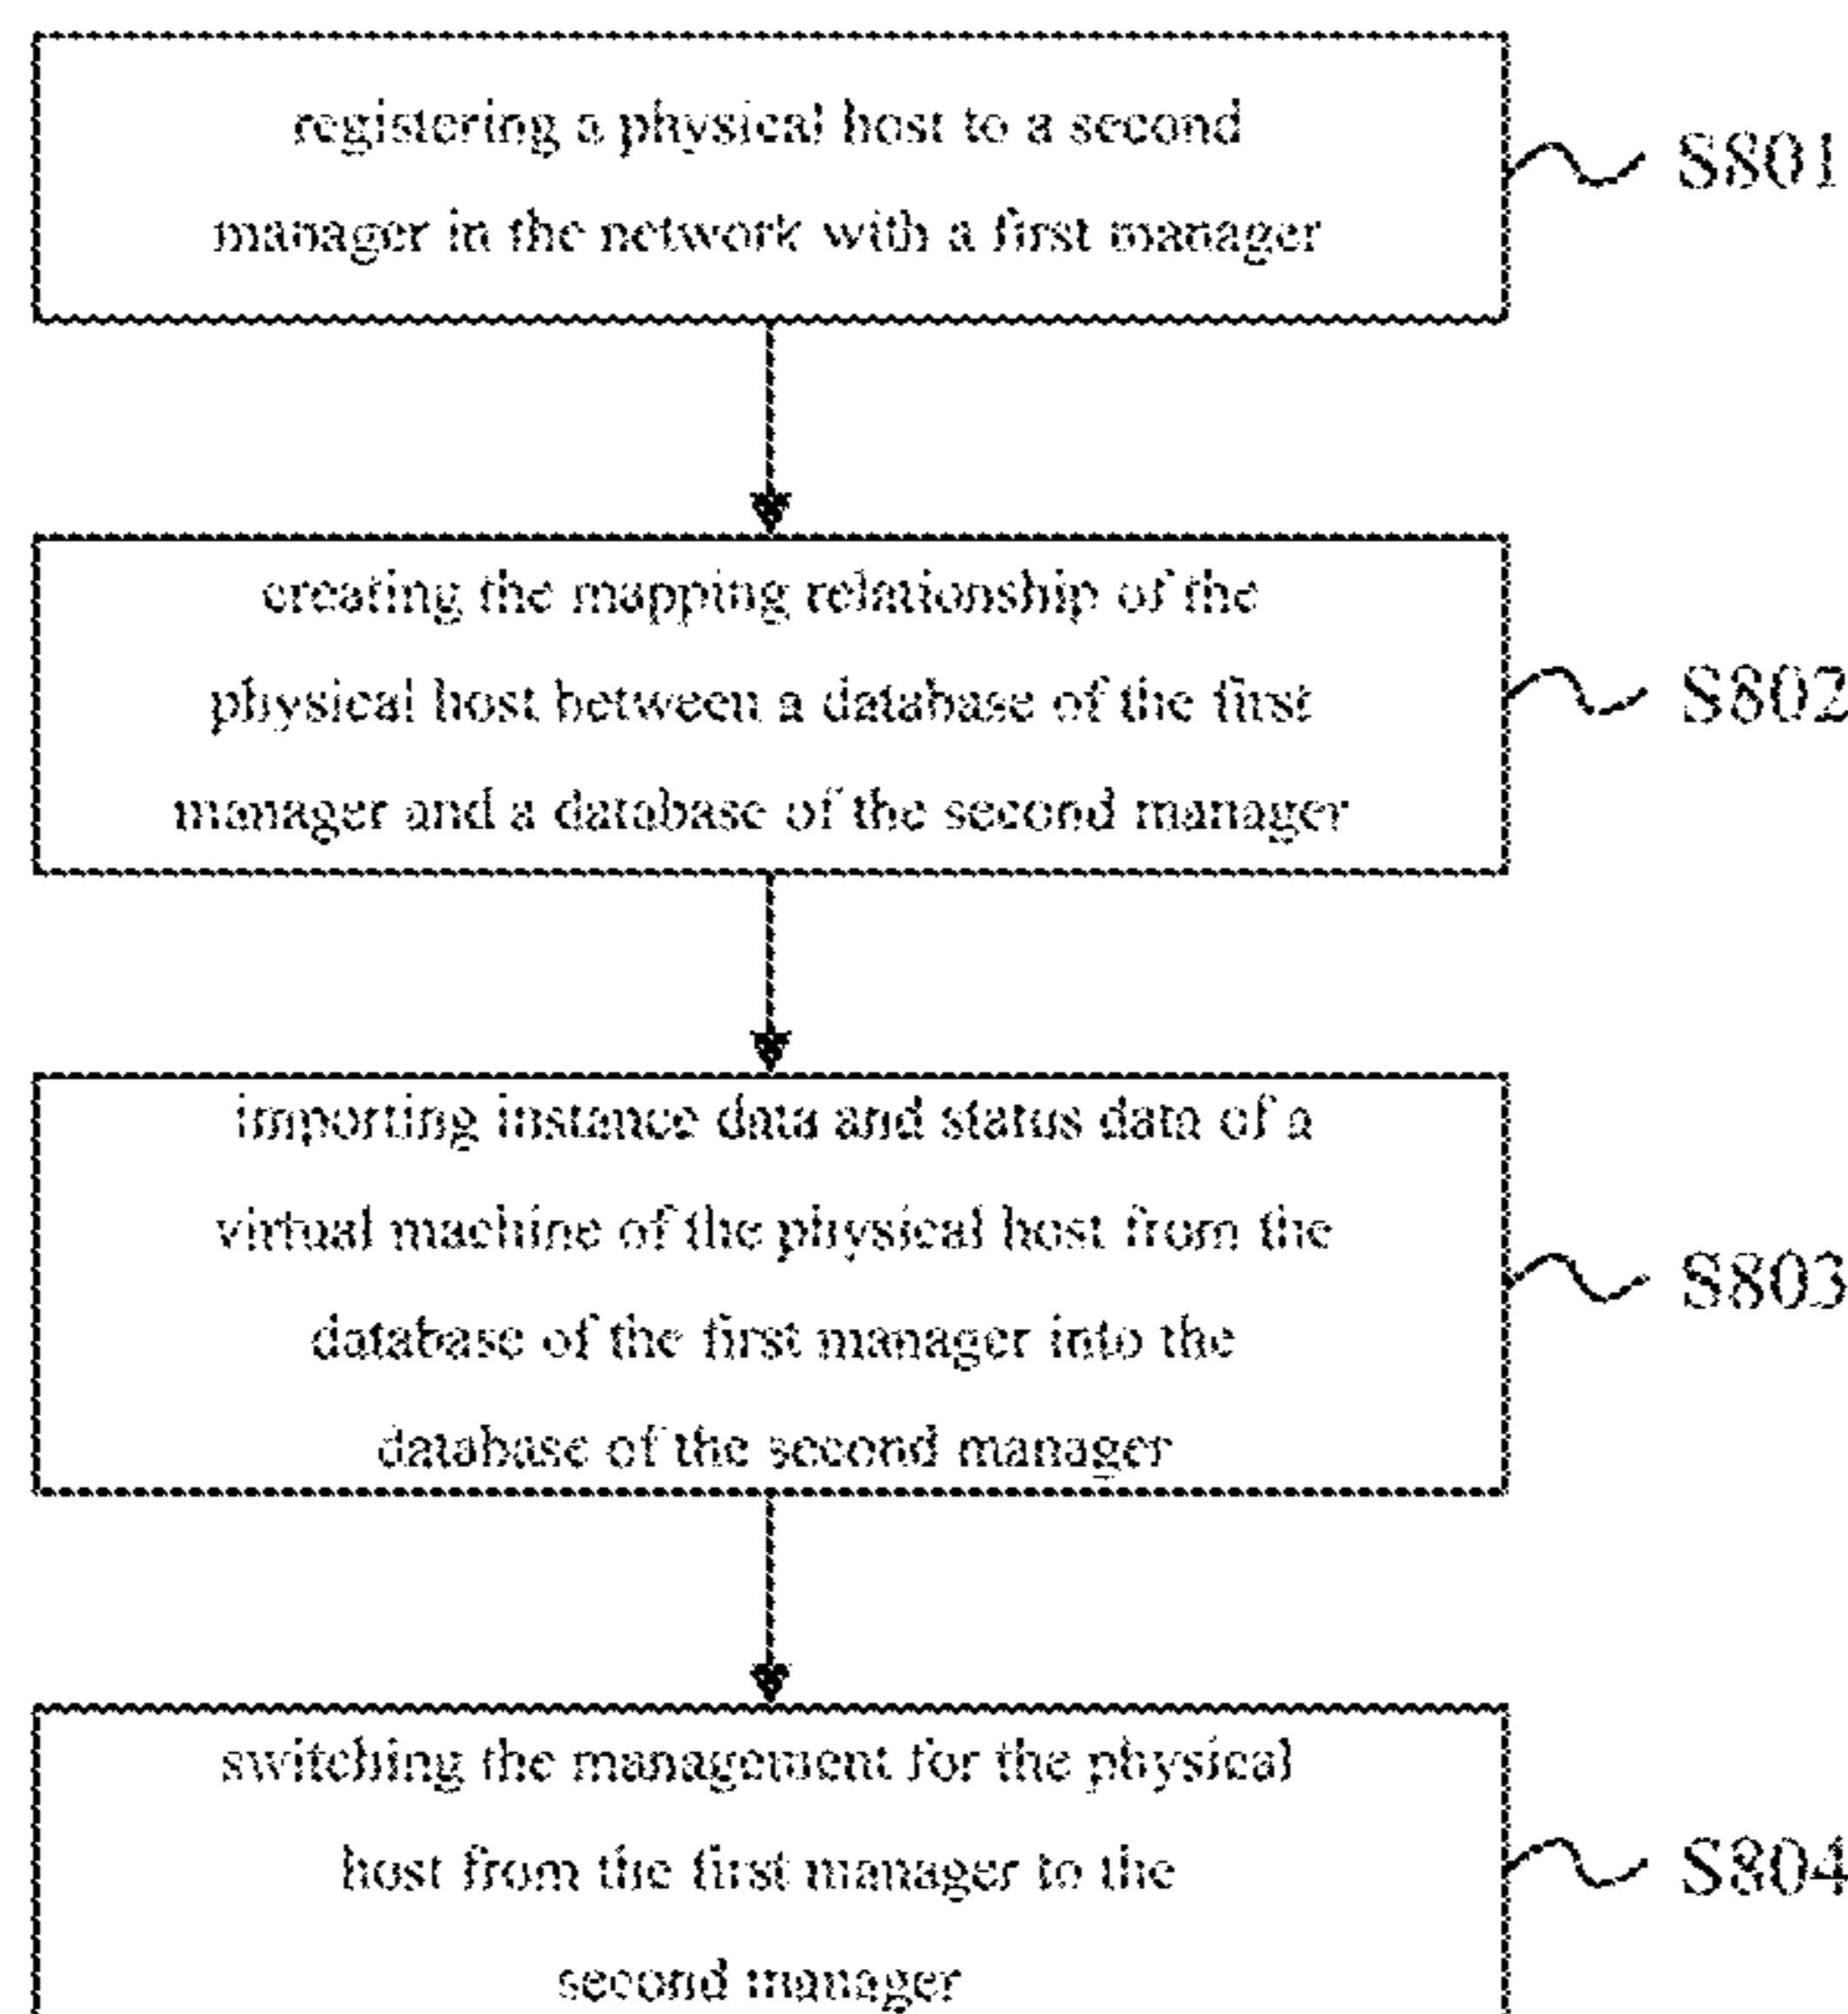 registering a physical host to a second
manager in the network with a first manager
S801
creating the mapping relationship of the
physical host between a database of the first
manager and a database of the second manager
S802
importing instance data and status data of a
virtual machine of the physical host from the
database of the first manager into the
database of the second manager
S803
switching the management for the physical
host from the first manager to the
second manager
S804